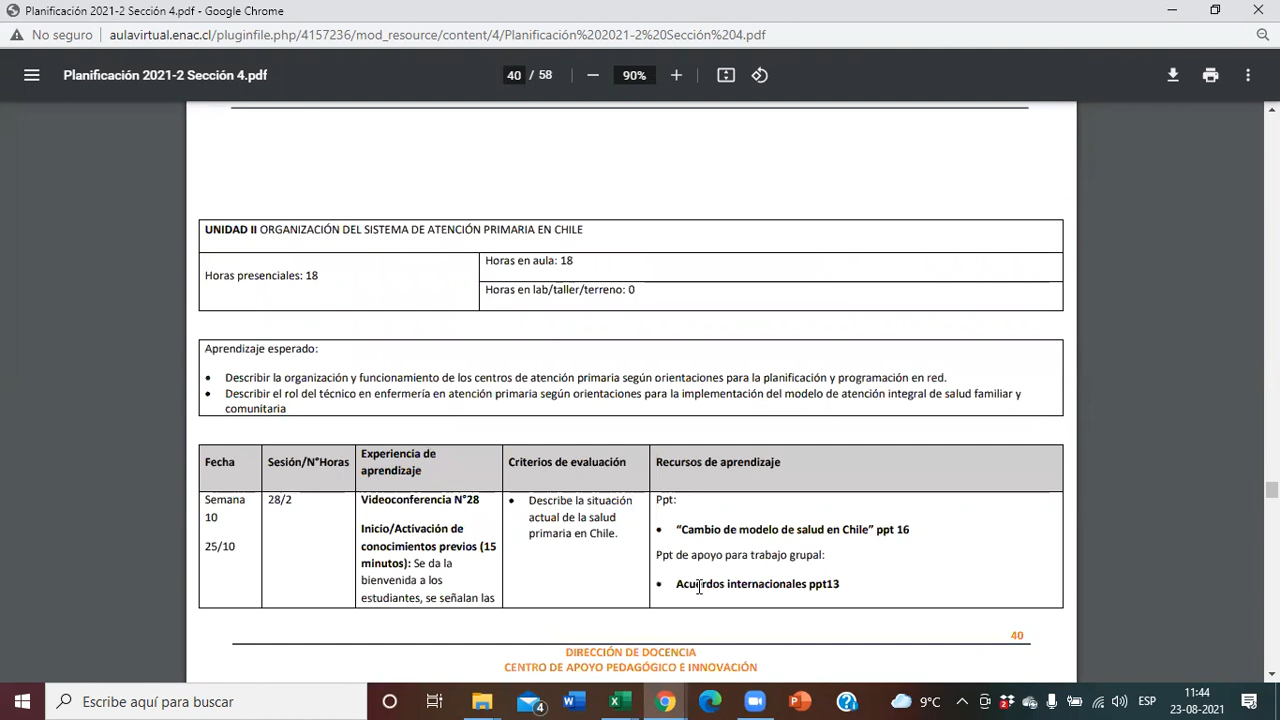 Planificación 2021-2 Sección 4.pdf - Google Chrome
No seguro aulavirtual.enac.cl/pluginfile.php/4157236/mod_resource/content/4/Planificación%202021-2%20Sección%204.pdf
Planificación 2021-2 Sección 4.pdf
40 / 58
90%
UNIDAD II ORGANIZACIÓN DEL SISTEMA DE ATENCIÓN PRIMARIA EN CHILE
Horas presenciales: 18
Horas en aula: 18
Horas en lab/taller/terreno: 0
Aprendizaje esperado:
• Describir la organización y funcionamiento de los centros de atención primaria según orientaciones para la planificación y programación en red.
• Describir el rol del técnico en enfermería en atención primaria según orientaciones para la implementación del modelo de atención integral de salud familiar y
comunitaria
Fecha
Sesión/N°Horas
Experiencia de
aprendizaje
Criterios de evaluación
Recursos de aprendizaje
Semana
10
25/10
28/2
Videoconferencia N°28
Inicio/Activación de
conocimientos previos (15
minutos): Se da la
bienvenida a los
estudiantes, se señalan las
• Describe la situación
actual de la salud
primaria en Chile.
Ppt:
• “Cambio de modelo de salud en Chile” ppt 16
Ppt de apoyo para trabajo grupal:
• Acuerdos internacionales ppt13
40
DIRECCIÓN DE DOCENCIA
CENTRO DE APOYO PEDAGÓGICO E INNOVACIÓN
Escribe aquí para buscar
4
9°C
ESP
11:44
23-08-2021